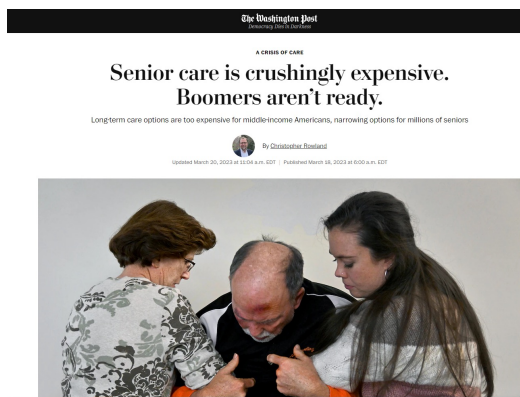 The Washington Post
Democracy Dies in Darkness
A CRISIS OF CARE
Senior care is crushingly expensive.
Boomers aren’t ready.
Long-term care options are too expensive for middle-income Americans, narrowing options for millions of seniors
By Christopher Rowland
Updated March 20, 2023 at 11:04 a.m. EDT | Published March 18, 2023 at 6:00 a.m. EDT